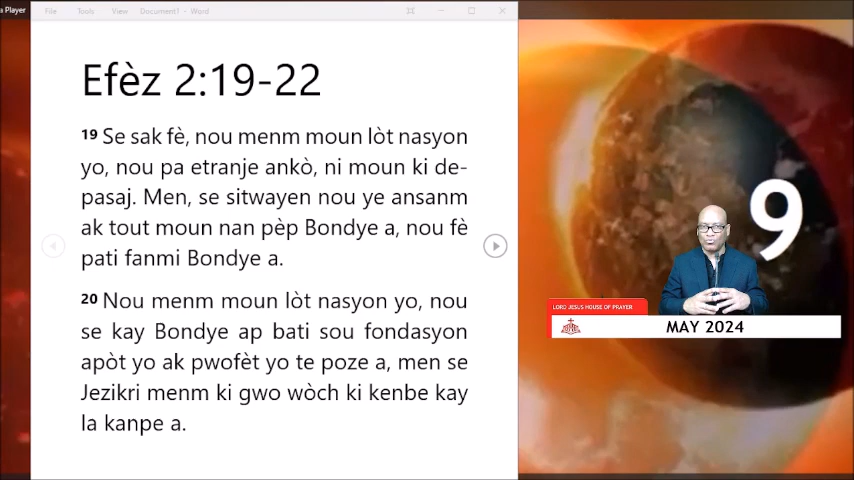 a Player
File Tools View Document1 - Word
Efèz 2:19-22
19 Se sak fè, nou menm moun lòt nasyon
yo, nou pa etranje ankò, ni moun ki de-
pasaj. Men, se sitwayen nou ye ansanm
ak tout moun nan pèp Bondye a, nou fè
pati fanmi Bondye a.
20 Nou menm moun lòt nasyon yo, nou
se kay Bondye ap bati sou fondasyon
apòt yo ak pwofèt yo te poze a, men se
Jezikri menm ki gwo wòch ki kenbe kay
la kanpe a.
9
LORD JESUS HOUSE OF PRAYER
MAY 2024